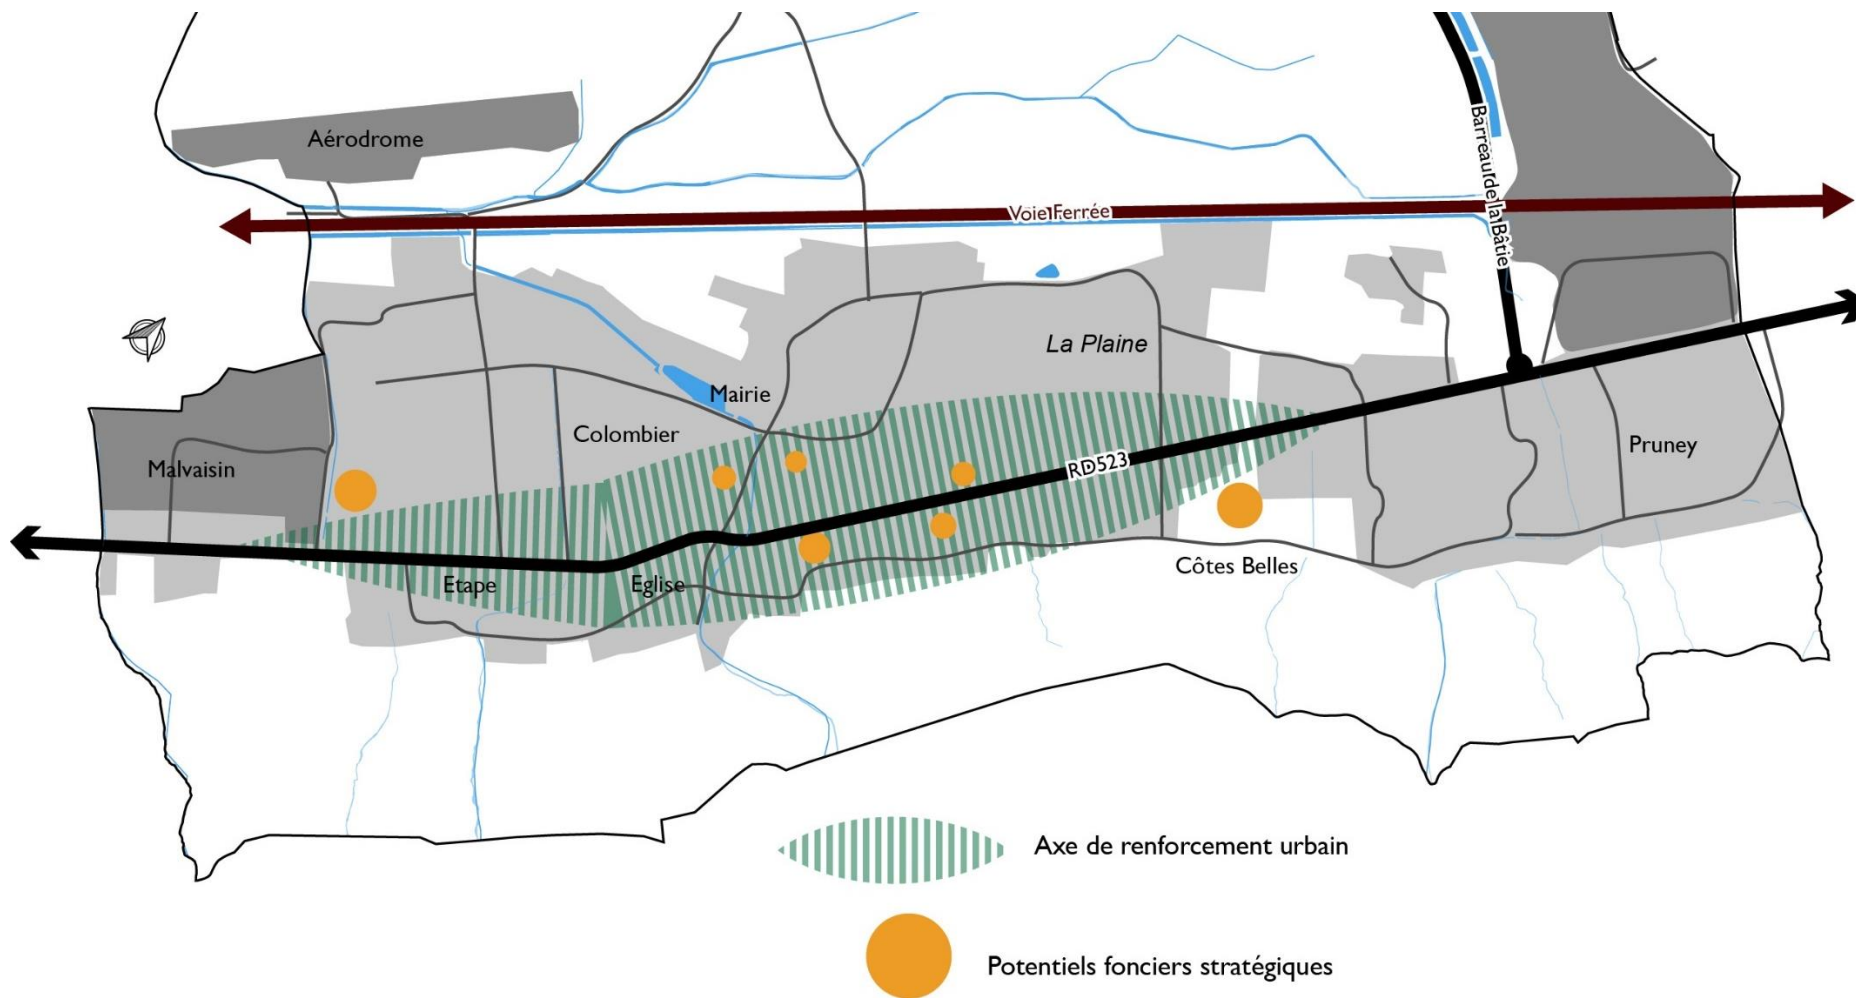 Aérodrome
Barreau de la Bâtie
Voie Ferrée
La Plaine
Mairie
Colombier
Malvaisin
RD523
Pruney
Etape
Eglise
Côtes Belles
Axe de renforcement urbain
Potentiels fonciers stratégiques